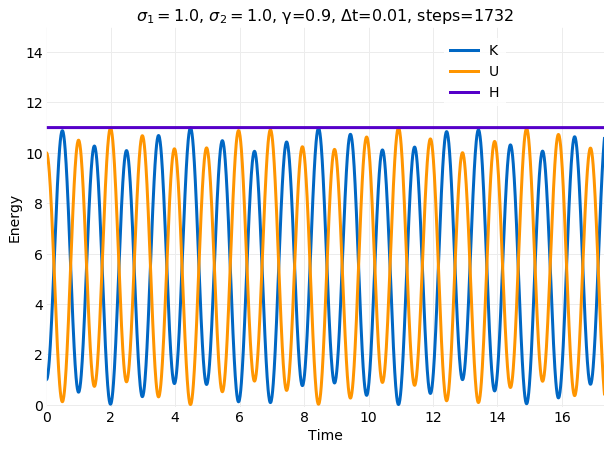 σ₁ = 1.0, σ₂ = 1.0, γ=0.9, Δt=0.01, steps=1732
K
U
H
Energy
14
12
10
8
6
4
2
0
0 2 4 6 8 10 12 14 16
Time